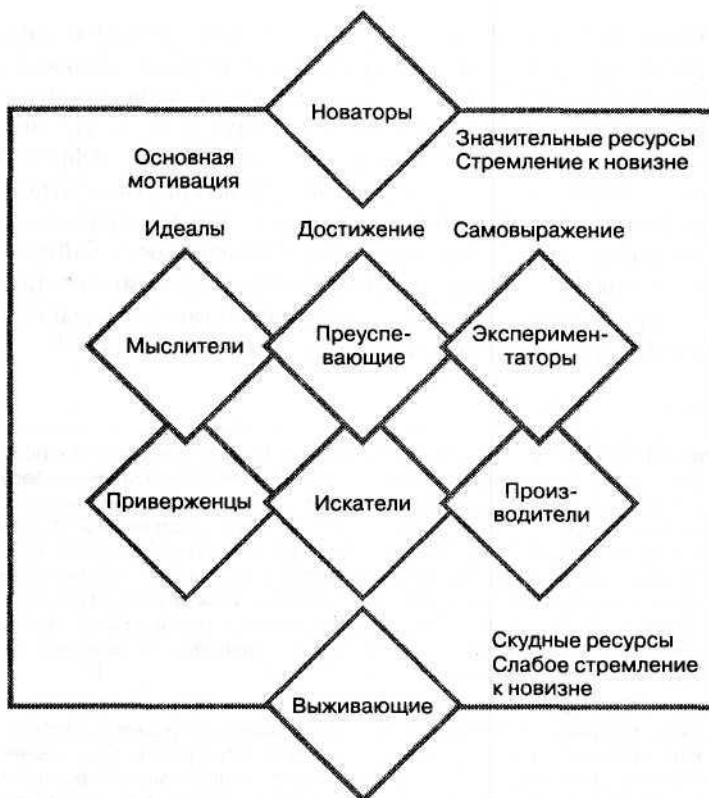 Новаторы
Значительные ресурсы
Стремление к новизне
Основная
мотивация
Идеалы
Достижение
Самовыражение
Мыслители
Преуспе-
вающие
Эксперимен-
таторы
Приверженцы
Искатели
Произ-
водители
Скудные ресурсы
Слабое стремление
к новизне
Выживающие